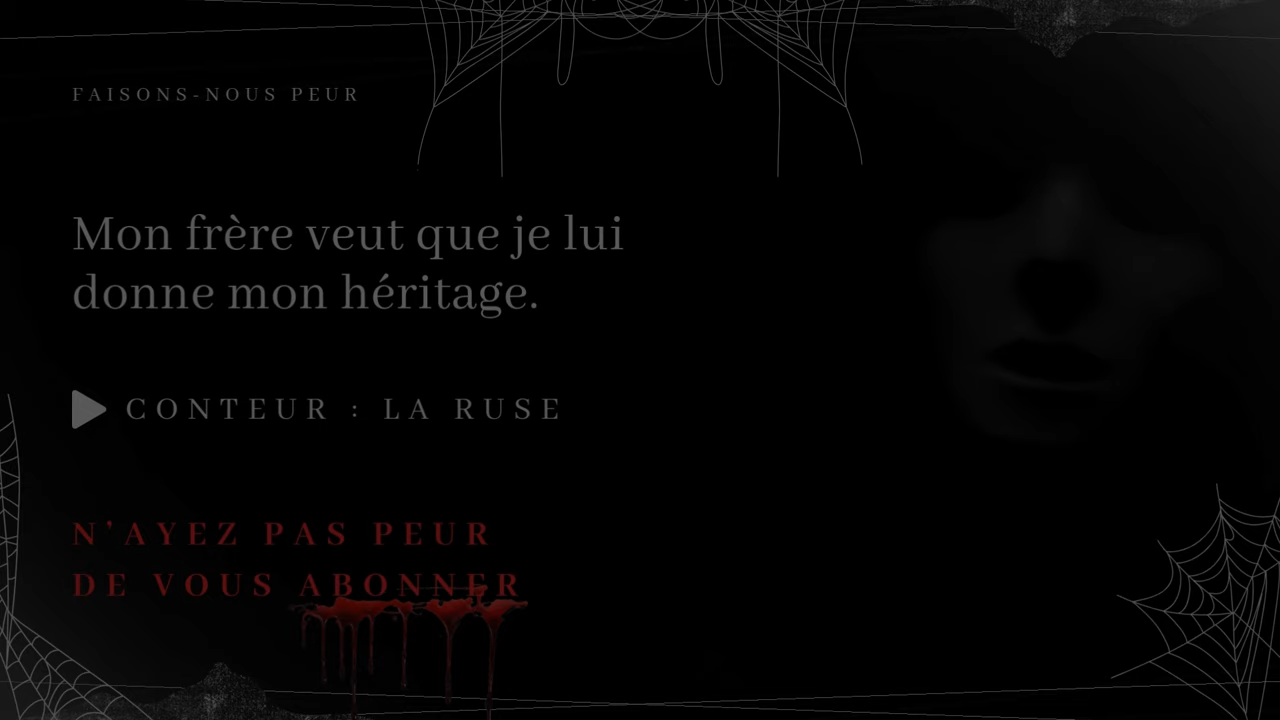 FAISONS-NOUS PEUR
Mon frère veut que je lui
donne mon héritage.
CONTEUR : LA RUSE
N'AYEZ PAS PEUR
DE VOUS ABONNER